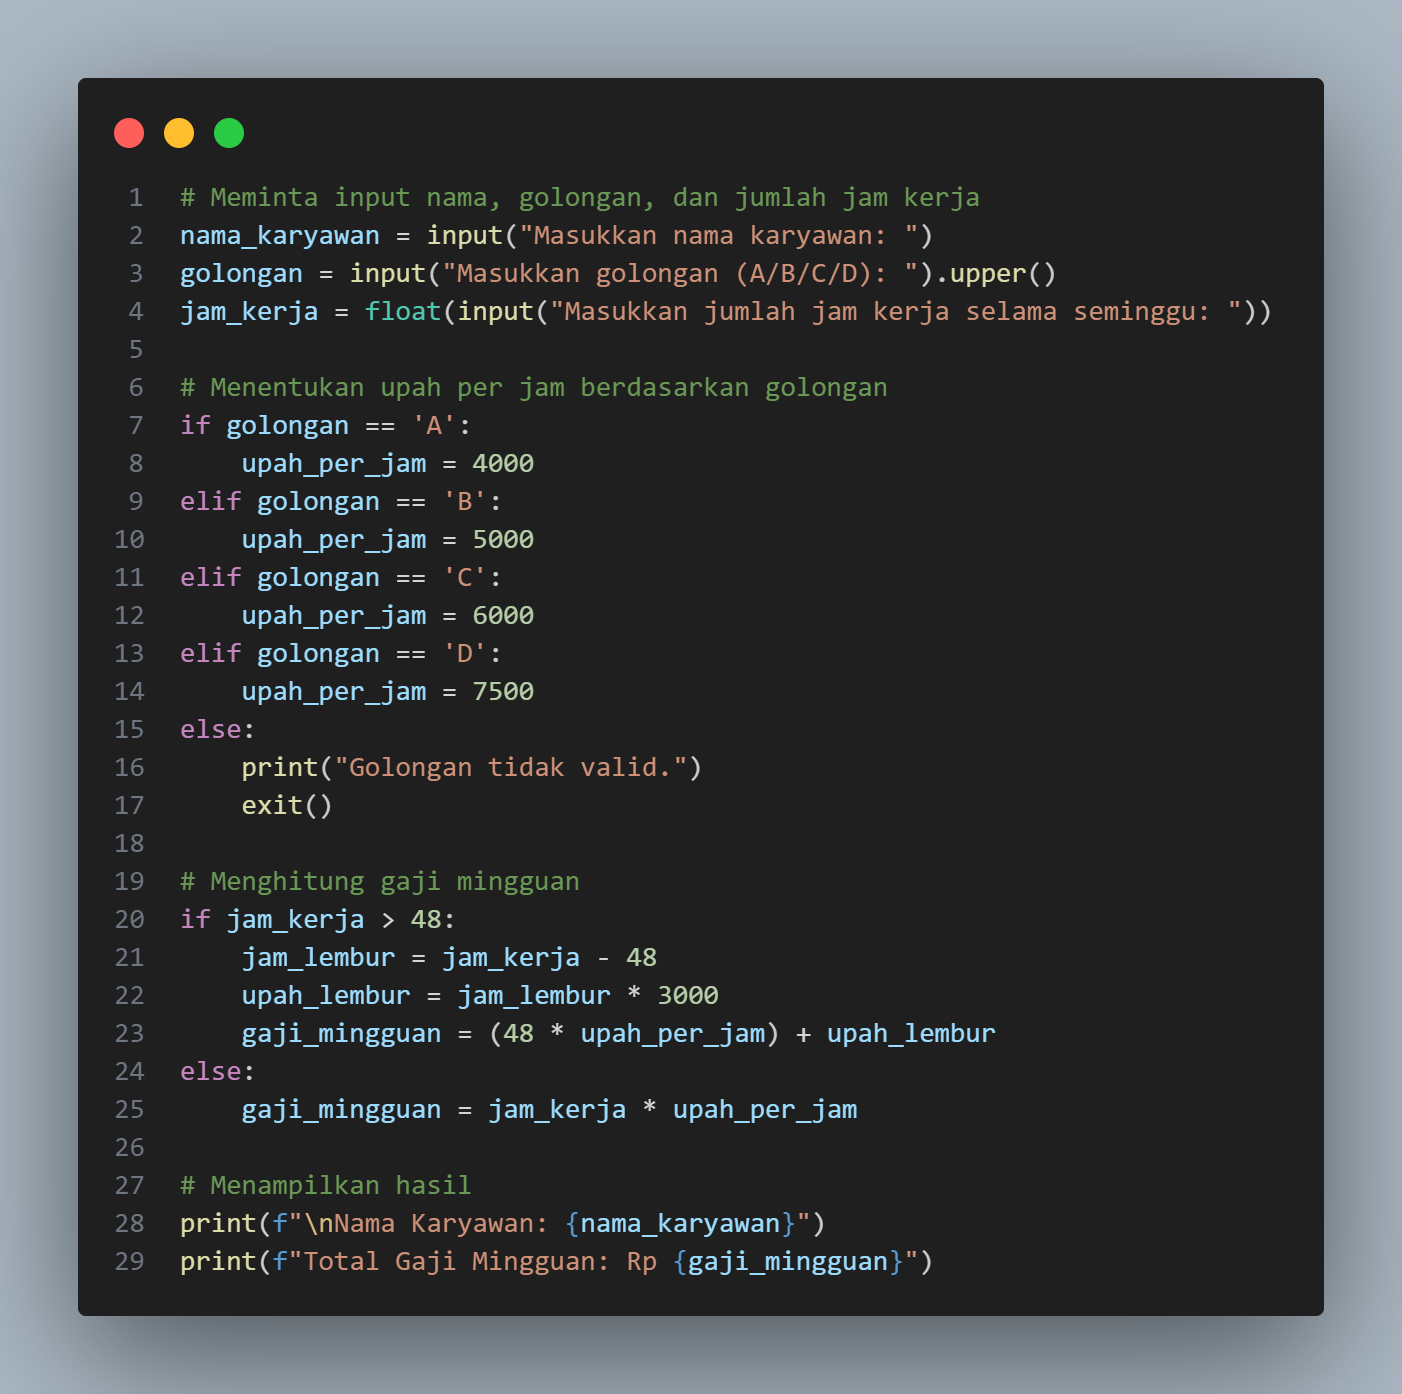 1 # Meminta input nama, golongan, dan jumlah jam kerja
2 nama_karyawan = input("Masukkan nama karyawan: ")
3 golongan = input("Masukkan golongan (A/B/C/D): ").upper()
4 jam_kerja = float(input("Masukkan jumlah jam kerja selama seminggu: "))
5
6 # Menentukan upah per jam berdasarkan golongan
7 if golongan == 'A':
8     upah_per_jam = 4000
9 elif golongan == 'B':
10     upah_per_jam = 5000
11 elif golongan == 'C':
12     upah_per_jam = 6000
13 elif golongan == 'D':
14     upah_per_jam = 7500
15 else:
16     print("Golongan tidak valid.")
17     exit()
18
19 # Menghitung gaji mingguan
20 if jam_kerja > 48:
21     jam_lembur = jam_kerja - 48
22     upah_lembur = jam_lembur * 3000
23     gaji_mingguan = (48 * upah_per_jam) + upah_lembur
24 else:
25     gaji_mingguan = jam_kerja * upah_per_jam
26
27 # Menampilkan hasil
28 print(f"\nNama Karyawan: {nama_karyawan}")
29 print(f"Total Gaji Mingguan: Rp {gaji_mingguan}")